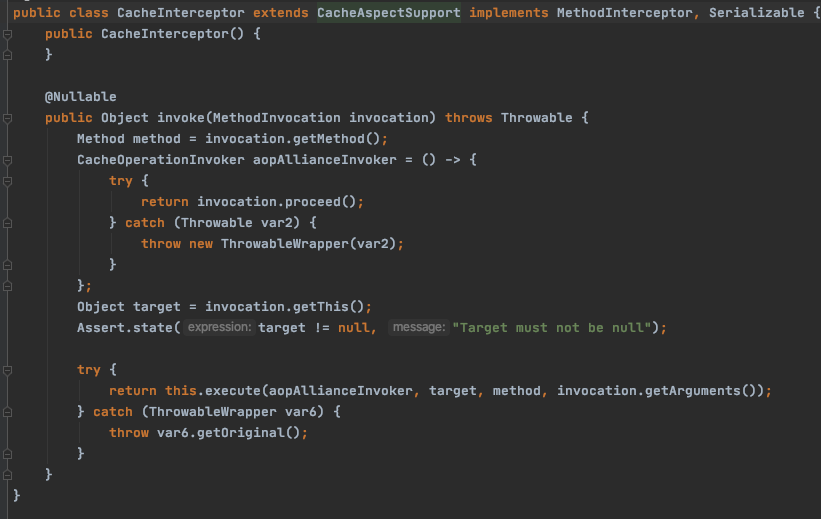 public class CacheInterceptor extends CacheAspectSupport implements MethodInterceptor, Serializable {
    public CacheInterceptor() {
    }

    @Nullable
    public Object invoke(MethodInvocation invocation) throws Throwable {
        Method method = invocation.getMethod();
        CacheOperationInvoker aopAllianceInvoker = () -> {
            try {
                return invocation.proceed();
            } catch (Throwable var2) {
                throw new ThrowableWrapper(var2);
            }
        };
        Object target = invocation.getThis();
        Assert.state( expression: target != null,  message: "Target must not be null");

        try {
            return this.execute(aopAllianceInvoker, target, method, invocation.getArguments());
        } catch (ThrowableWrapper var6) {
            throw var6.getOriginal();
        }
    }
}